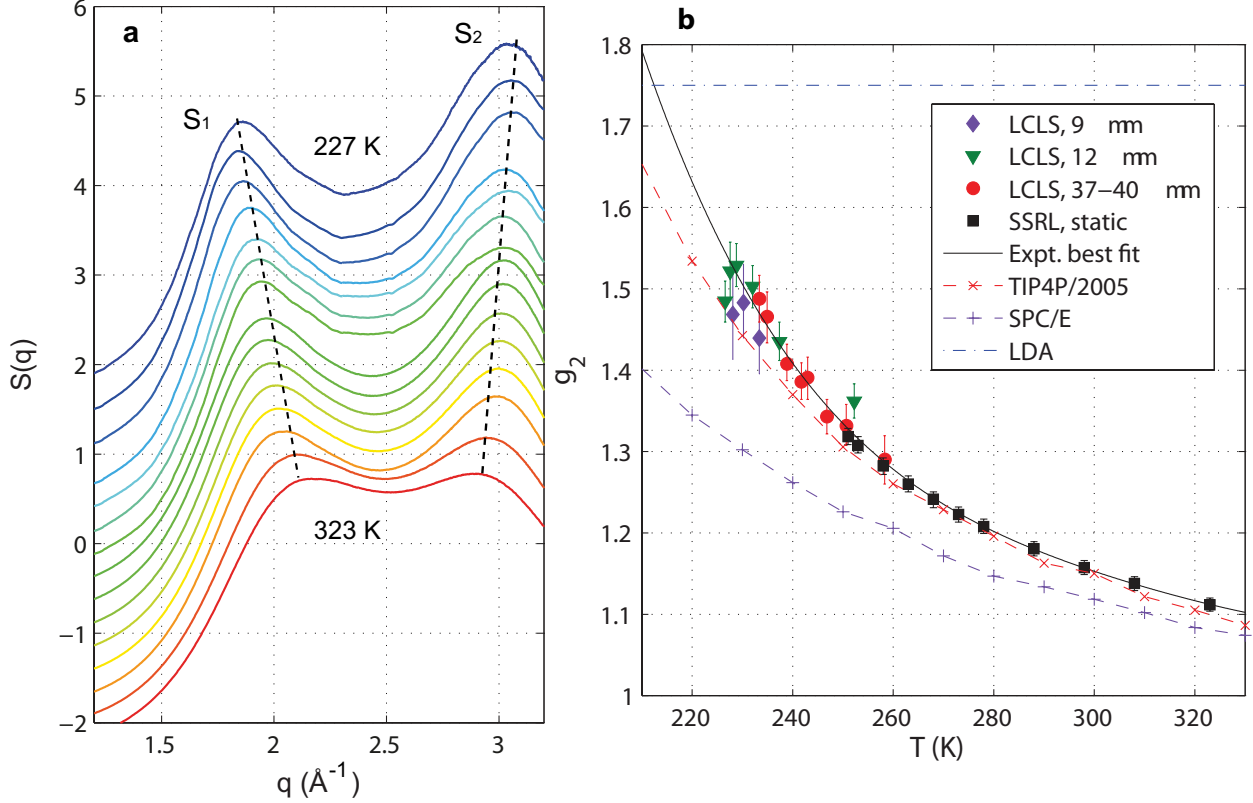 a
S1
S2
227 K
323 K
6
5
4
3
2
1
0
−1
−2
1.5
2
2.5
3
S(q)
q (Å-1)
b
1.8
1.7
1.6
1.5
1.4
1.3
1.2
1.1
1
220
240
260
280
300
320
g2
T (K)
LCLS, 9 mm
LCLS, 12 mm
LCLS, 37−40 mm
SSRL, static
Expt. best fit
TIP4P/2005
SPC/E
LDA